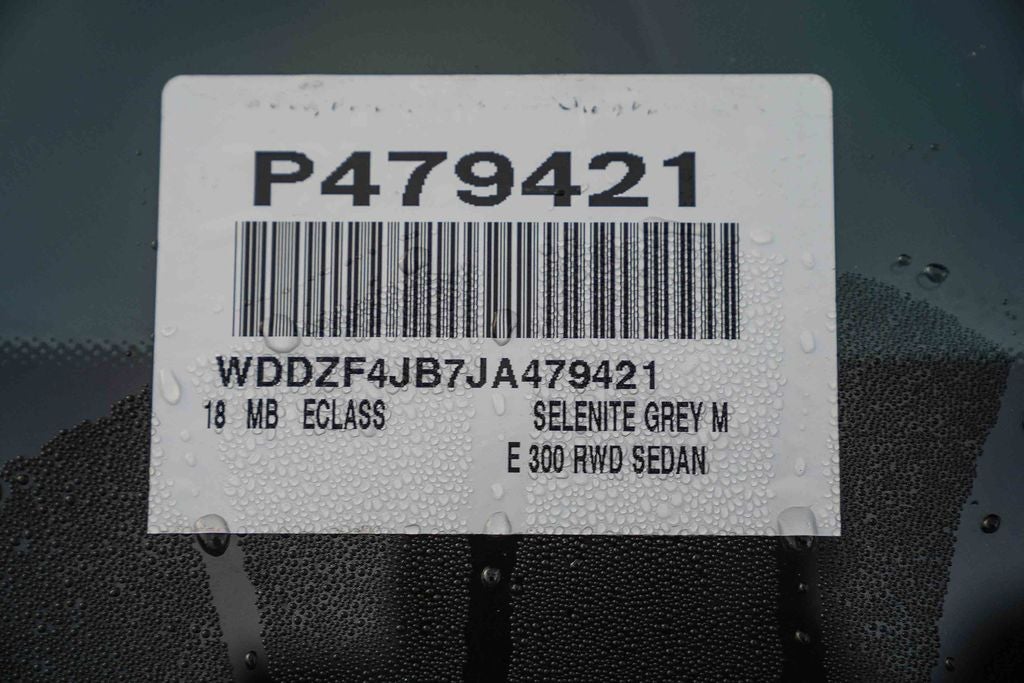 P479421
WDDZF4JB7JA479421
18 MB ECLASS SELENITE GREY M
E 300 RWD SEDAN